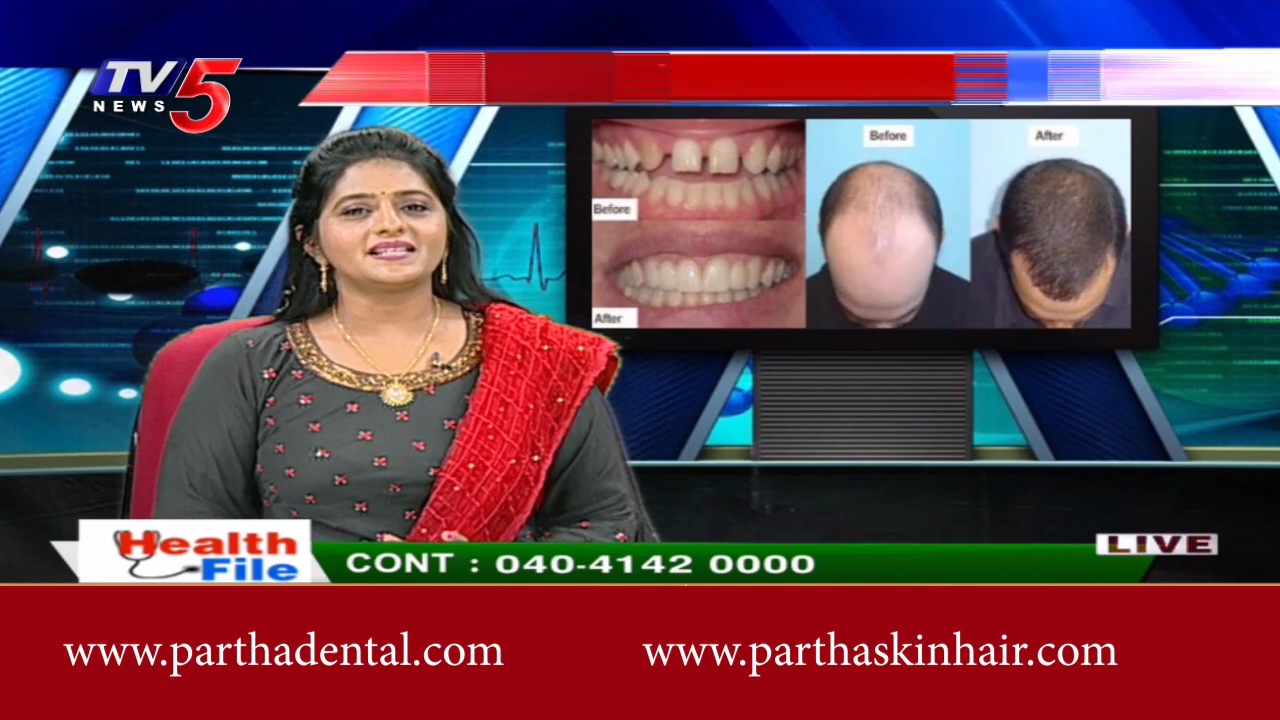 TV5
NEWS
Before
After
Before
After
Health
File
CONT : 040-4142 0000
LIVE
www.parthadental.com
www.parthaskinhair.com